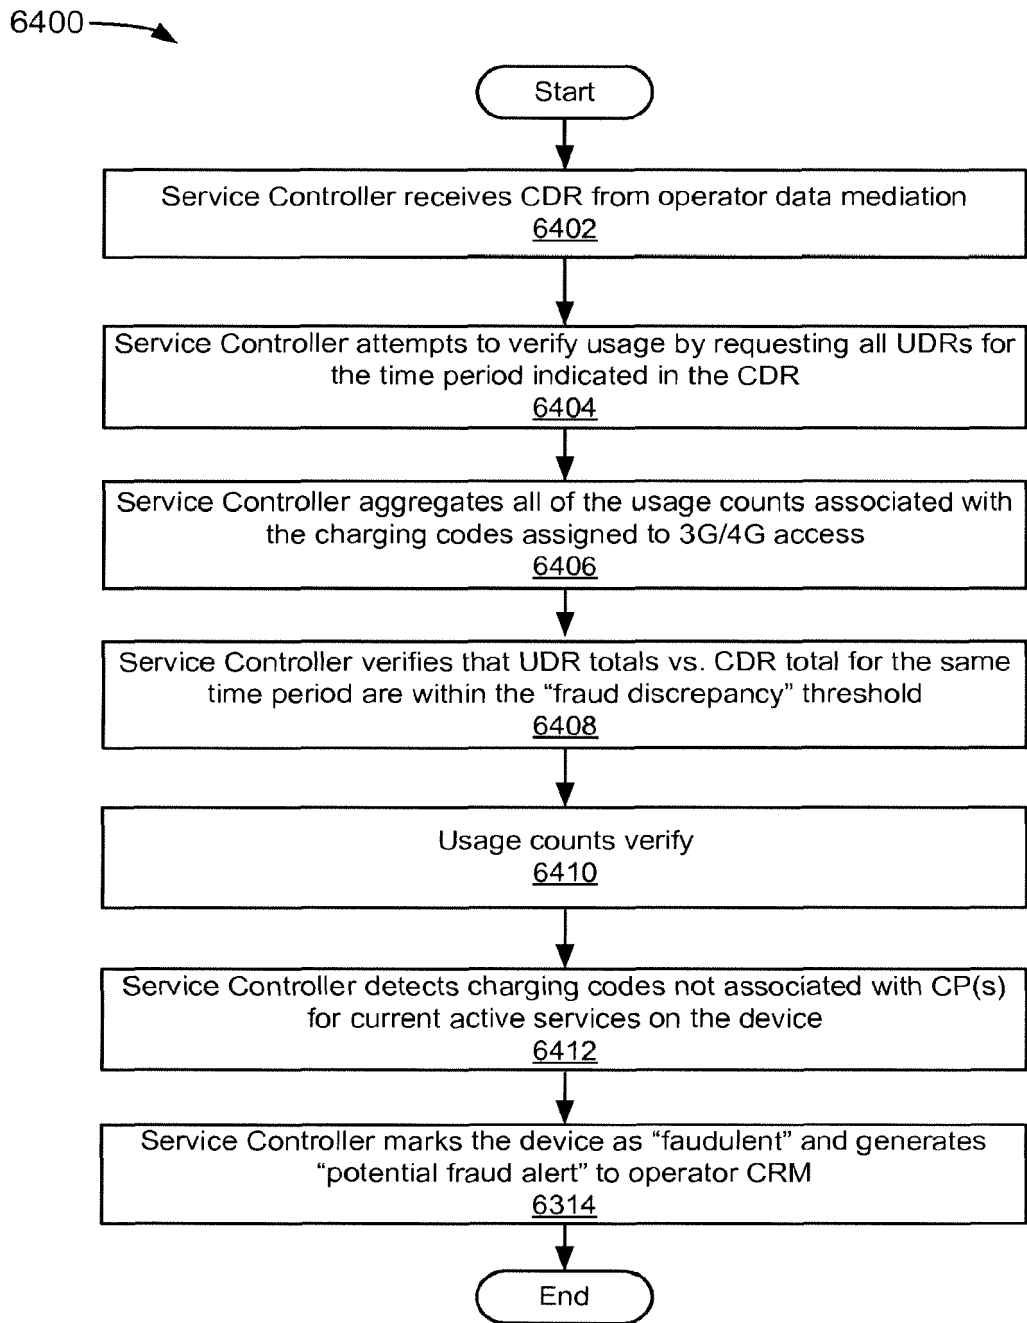 6400
Start
Service Controller receives CDR from operator data mediation
6402
Service Controller attempts to verify usage by requesting all UDRs for
the time period indicated in the CDR
6404
Service Controller aggregates all of the usage counts associated with
the charging codes assigned to 3G/4G access
6406
Service Controller verifies that UDR totals vs. CDR total for the same
time period are within the “fraud discrepancy” threshold
6408
Usage counts verify
6410
Service Controller detects charging codes not associated with CP(s)
for current active services on the device
6412
Service Controller marks the device as “faudulent” and generates
“potential fraud alert” to operator CRM
6314
End